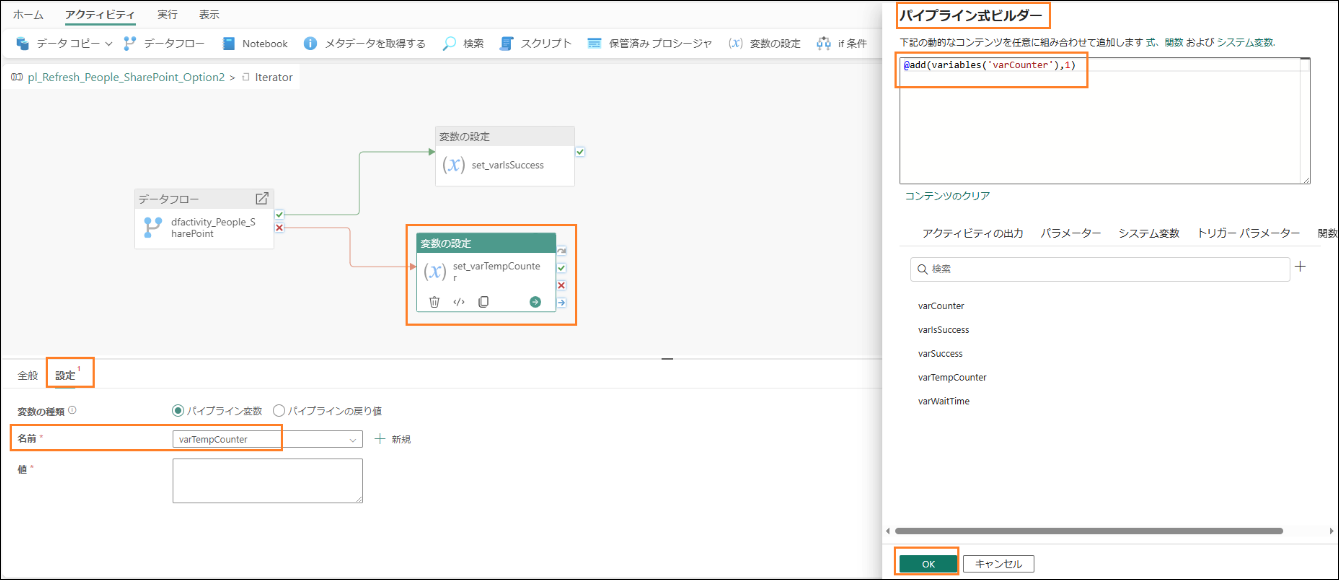 ホーム アクティビティ 実行 表示
データ コピー データフロー Notebook メタデータを取得する 検索 スクリプト 保管済み プロシージャ (x) 変数の設定 if 条件
pl_Refresh_People_SharePoint_Option2 > Iterator
変数の設定
(x) set_varIsSuccess
データフロー
dfactivity_People_S
harePoint
変数の設定
(x) set_varTempCounte
r
全般 設定 1
変数の種類 パイプライン変数 パイプラインの戻り値
名前 * varTempCounter + 新規
値 *
パイプライン式ビルダー
下記の動的なコンテンツを任意に組み合わせて追加します 式、関数 および システム変数.
@add(variables('varCounter'),1)
コンテンツのクリア
アクティビティの出力 パラメーター システム変数 トリガー パラメーター 関数
検索
varCounter
varIsSuccess
varSuccess
varTempCounter
varWaitTime
OK キャンセル